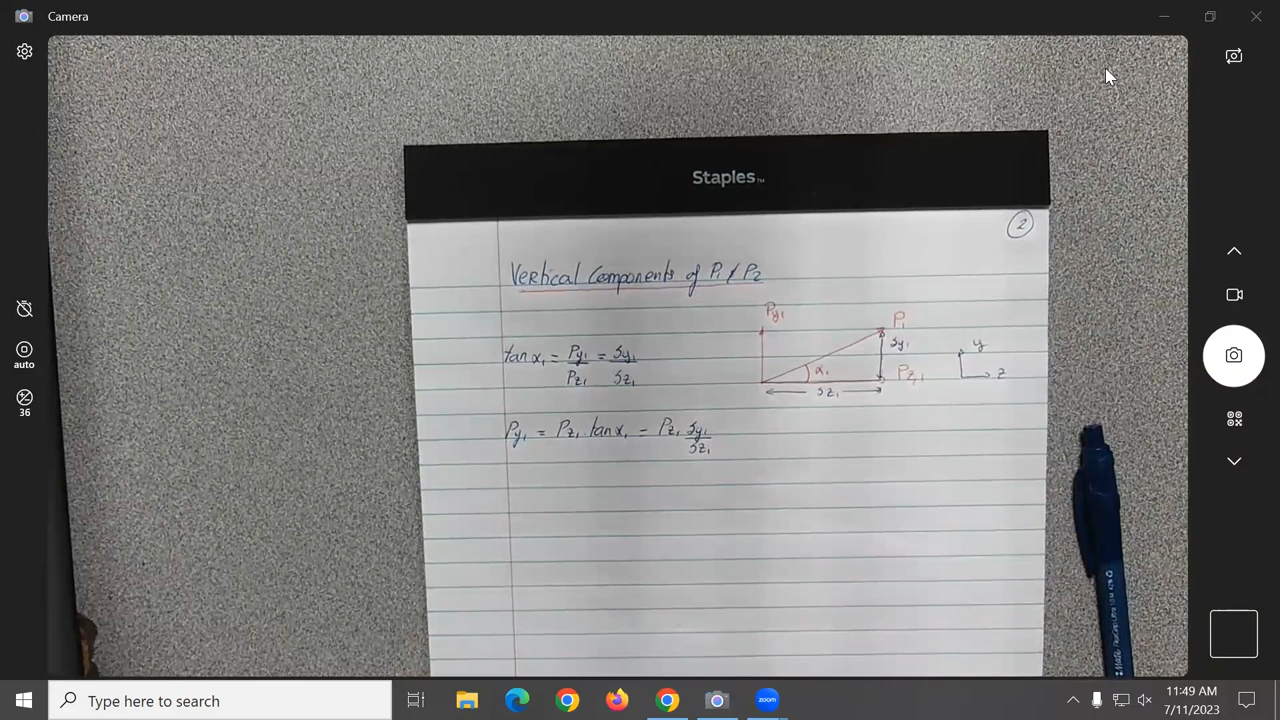 Camera
Staples™
2
Vertical Components of P₁ & P₂
Py₁
P₁
δy₁
y
tan α₁ = Py₁/Pz₁ = δy₁/δz₁
α₁
Pz₁
z
δz₁
Py₁ = Pz₁ . tan α₁ = Pz₁ δy₁/δz₁
auto
36
Type here to search
zoom
11:49 AM
7/11/2023